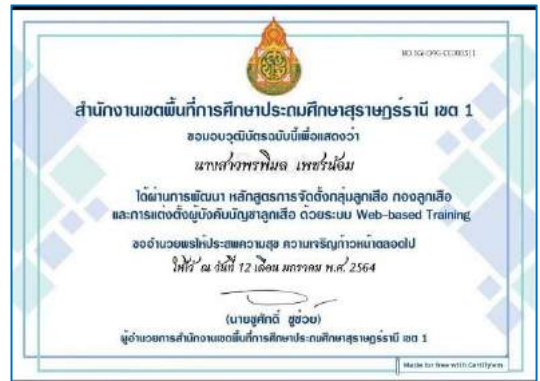 สำนักงานเขตพื้นที่การศึกษาประถมศึกษาสุราษฎร์ธานี เขต 1
ขอมอบวุฒิบัตรฉบับนี้เพื่อแสดงว่า
นางสาวพรพิมล เพชรน้อม
ได้ผ่านการพัฒนา หลักสูตรการจัดตั้งกลุ่มลูกเสือ กองลูกเสือ
และการแต่งตั้งผู้บังคับบัญชาลูกเสือ ด้วยระบบ Web-based Training
ขออำนวยพรให้ประสพความสุข ความเจริญก้าวหน้าตลอดไป
ให้ไว้ ณ วันที่ 12 เดือน มกราคม พ.ศ. 2564
(นายชูศักดิ์ ชูช่วย)
ผู้อำนวยการสำนักงานเขตพื้นที่การศึกษาประถมศึกษาสุราษฎร์ธานี เขต 1
Made for free with Certify'em